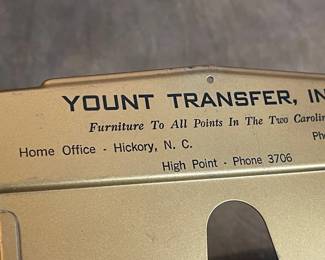 YOUNT TRANSFER, IN
Furniture To All Points In The Two Carolin
Home Office - Hickory, N. C. Ph
High Point - Phone 3706